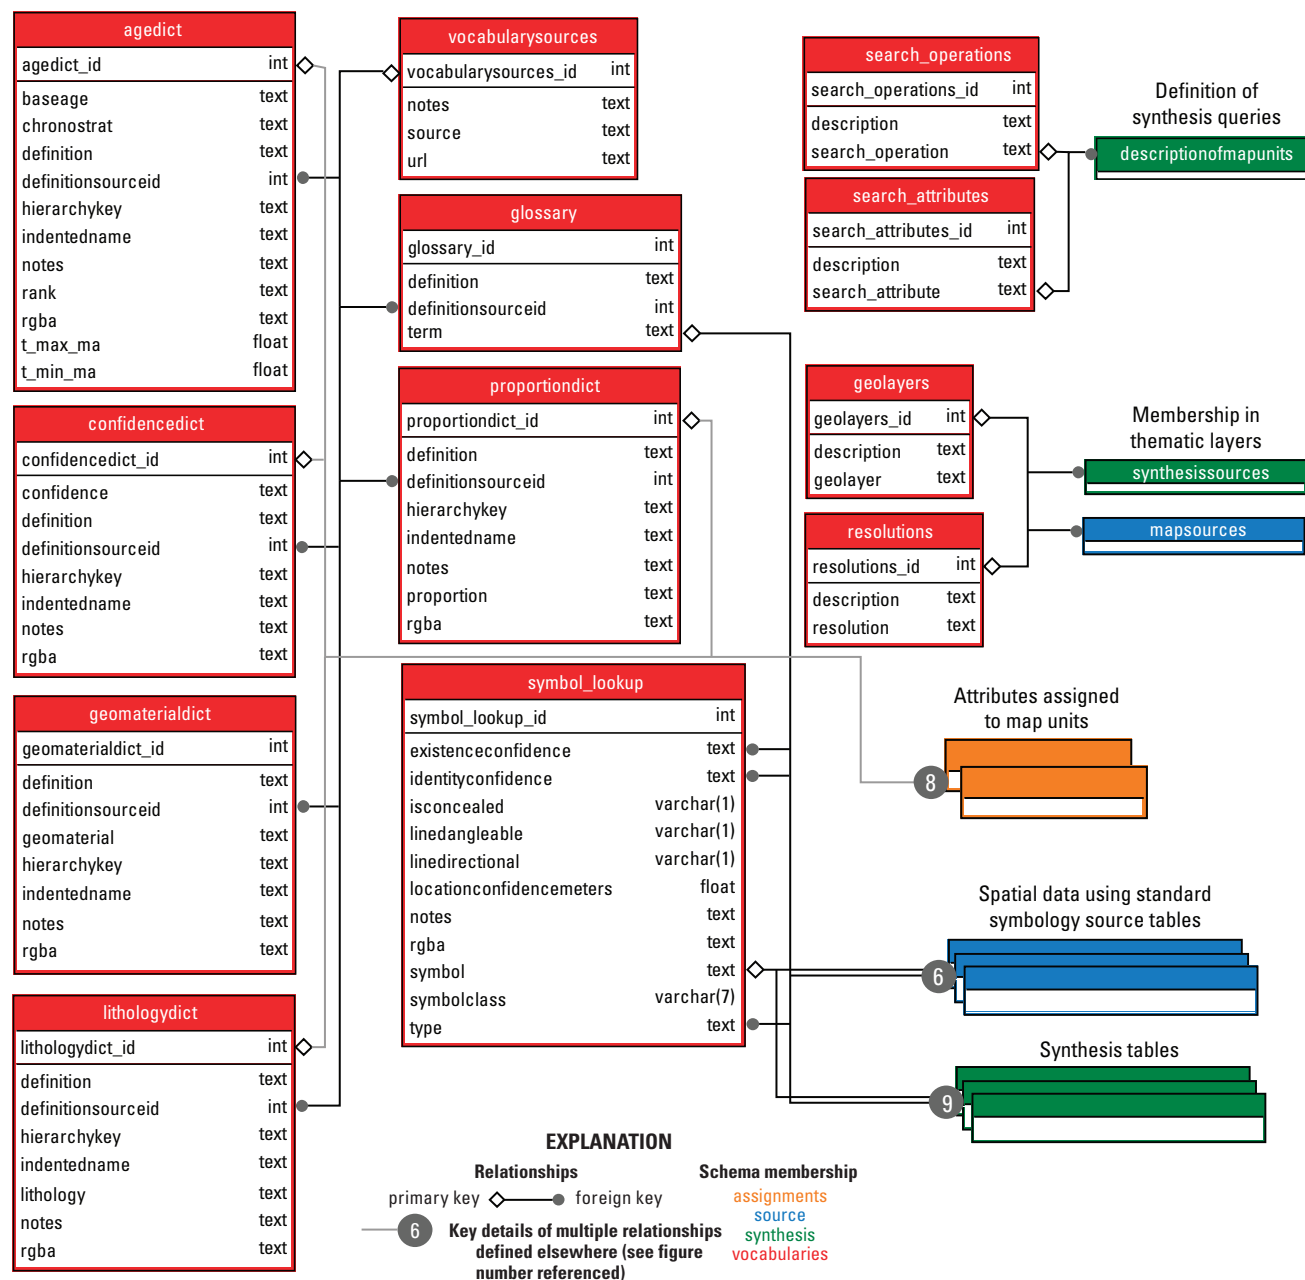 agedict
agedict_id int
baseage text
chronostrat text
definition text
definitionsourceid int
hierarchykey text
indentedname text
notes text
rank text
rgba text
t_max_ma float
t_min_ma float
confidencedict
confidencedict_id int
confidence text
definition text
definitionsourceid int
hierarchykey text
indentedname text
notes text
rgba text
geomaterialdict
geomaterialdict_id int
definition text
definitionsourceid int
geomaterial text
hierarchykey text
indentedname text
notes text
rgba text
lithologydict
lithologydict_id int
definition text
definitionsourceid int
hierarchykey text
indentedname text
lithology text
notes text
rgba text
vocabularysources
vocabularysources_id int
notes text
source text
url text
glossary
glossary_id int
definition text
definitionsourceid int
term text
proportiondict
proportiondict_id int
definition text
definitionsourceid int
hierarchykey text
indentedname text
notes text
proportion text
rgba text
symbol_lookup
symbol_lookup_id int
existenceconfidence text
identityconfidence text
isconcealed varchar(1)
linedangleable varchar(1)
linedirectional varchar(1)
locationconfidencemeters float
notes text
rgba text
symbol text
symbolclass varchar(7)
type text
search_operations
search_operations_id int
description text
search_operation text
search_attributes
search_attributes_id int
description text
search_attribute text
Definition of
synthesis queries
descriptionofmapunits
geolayers
geolayers_id int
description text
geolayer text
resolutions
resolutions_id int
description text
resolution text
Membership in
thematic layers
synthesissources
mapsources
Attributes assigned
to map units
8
Spatial data using standard
symbology source tables
6
Synthesis tables
9
EXPLANATION
Relationships
primary key foreign key
6 Key details of multiple relationships
defined elsewhere (see figure
number referenced)
Schema membership
assignments
source
synthesis
vocabularies